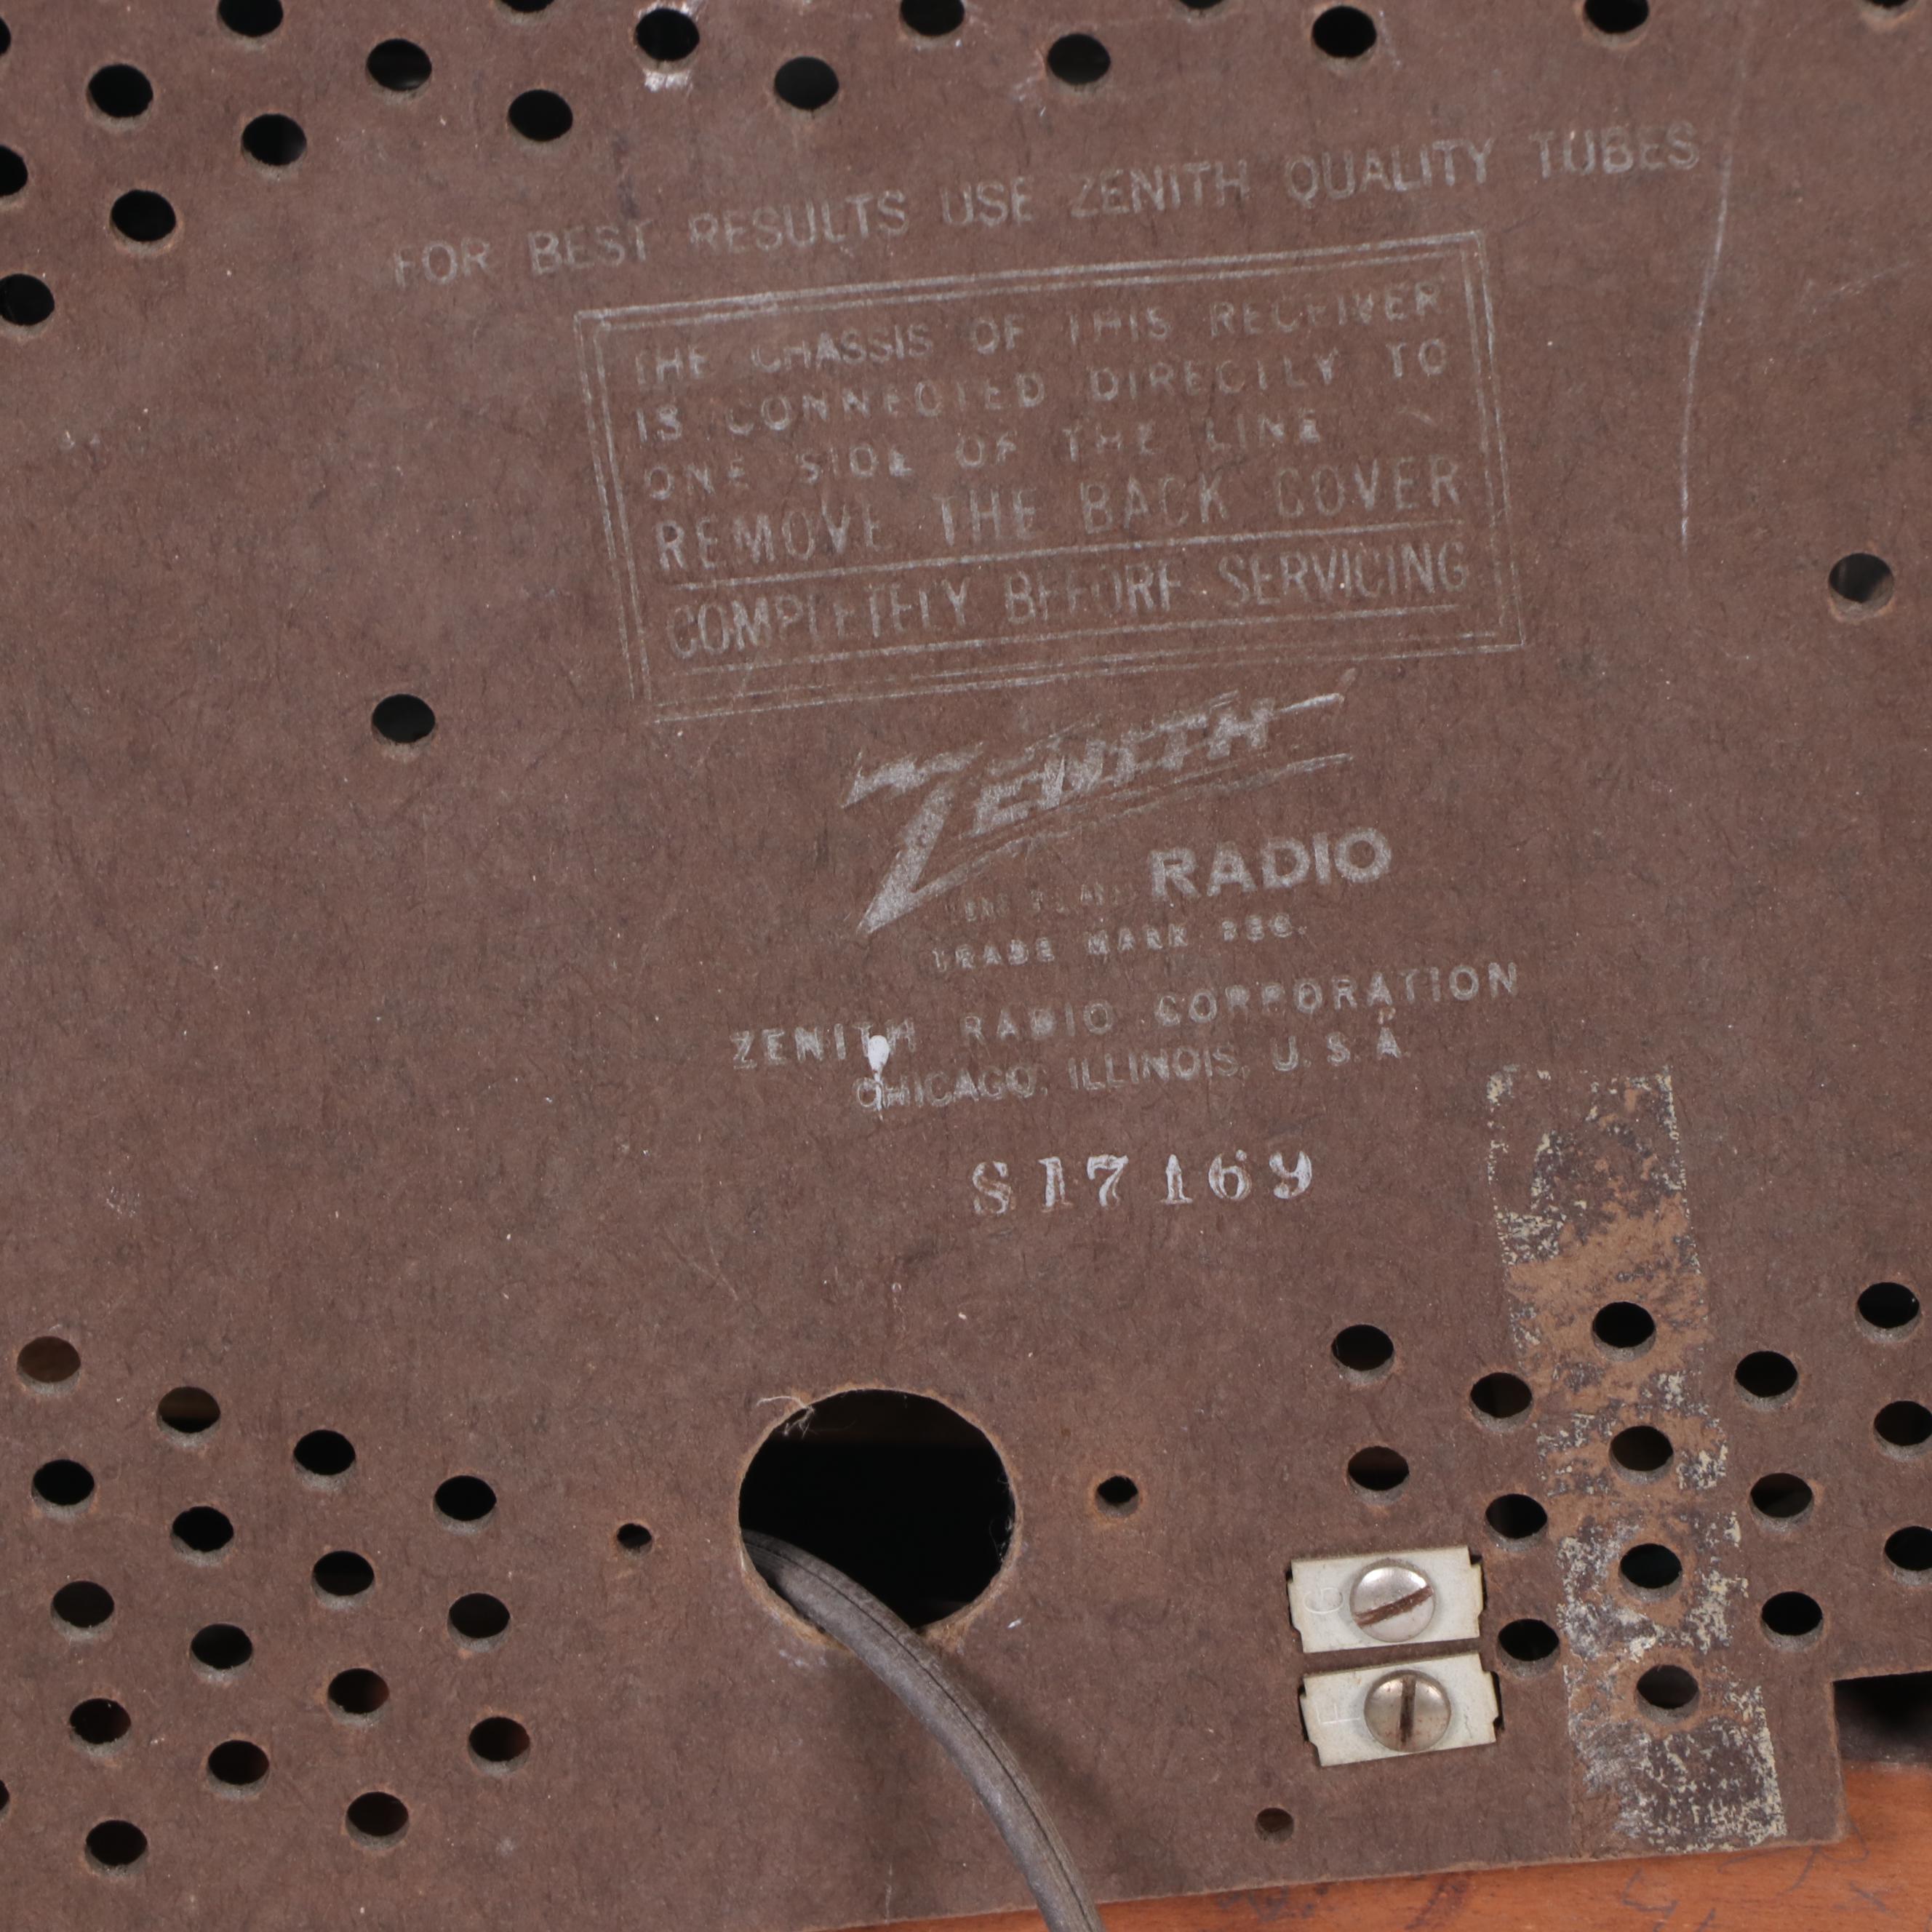 FOR BEST RESULTS USE ZENITH QUALITY TUBES
THE CHASSIS OF THIS RECEIVER
IS CONNECTED DIRECTLY TO
ONE SIDE OF THE LINE
REMOVE THE BACK COVER
COMPLETELY BEFORE SERVICING
ZENITH
RADIO
TRADE MARK REG.
ZENITH RADIO CORPORATION
CHICAGO, ILLINOIS, U. S. A.
S17169
G